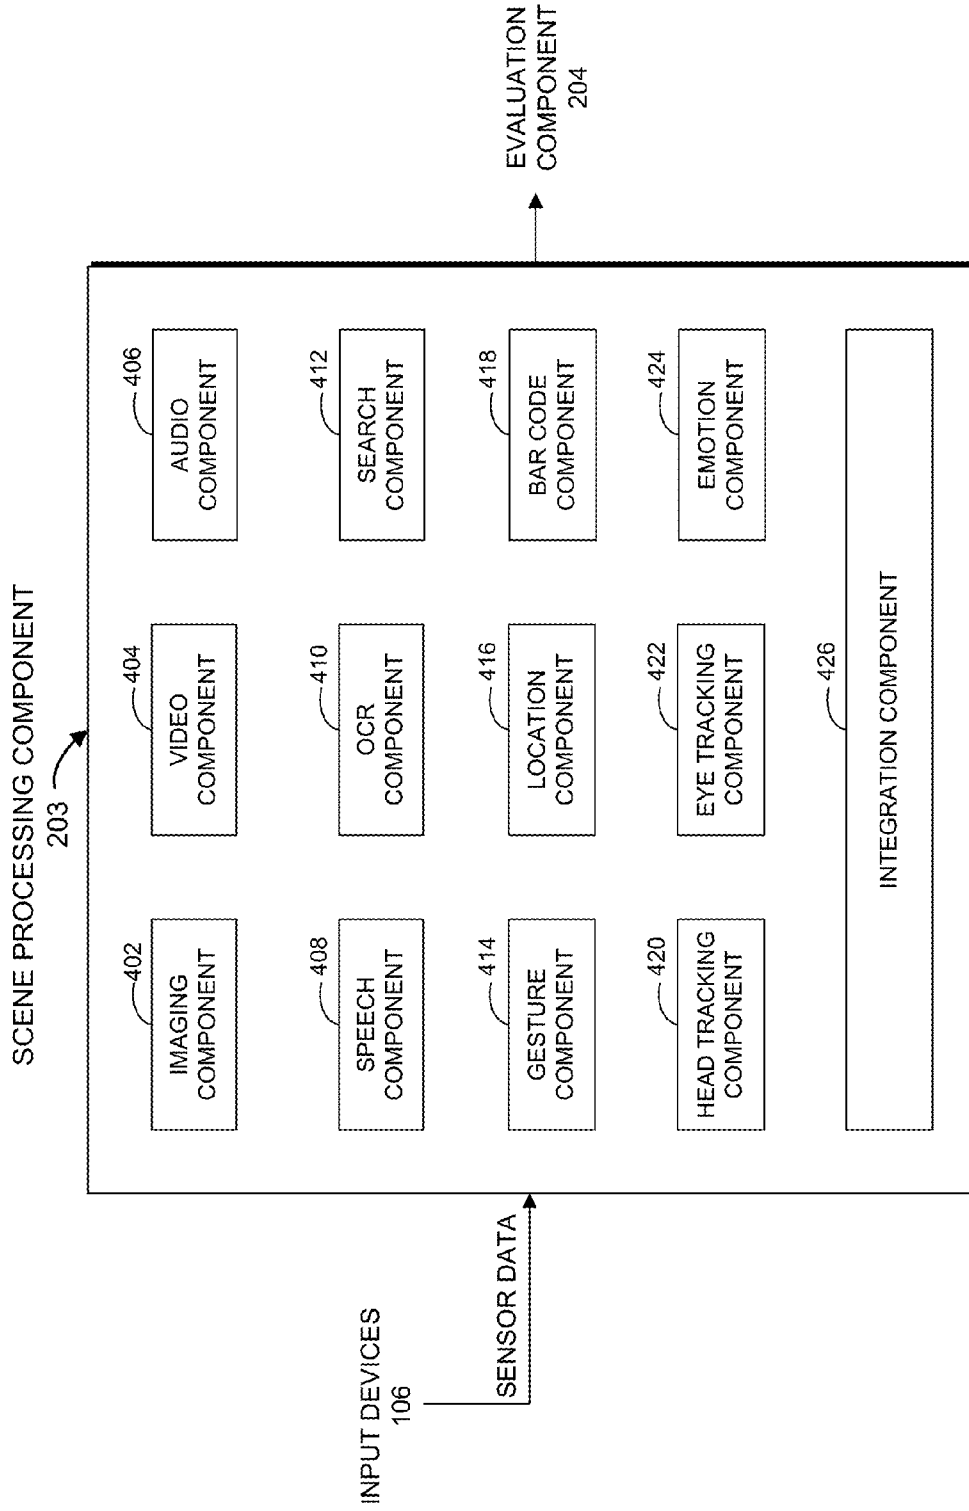 SCENE PROCESSING COMPONENT
203
INPUT DEVICES
106
SENSOR DATA
402
IMAGING
COMPONENT
404
VIDEO
COMPONENT
406
AUDIO
COMPONENT
408
SPEECH
COMPONENT
410
OCR
COMPONENT
412
SEARCH
COMPONENT
414
GESTURE
COMPONENT
416
LOCATION
COMPONENT
418
BAR CODE
COMPONENT
420
HEAD TRACKING
COMPONENT
422
EYE TRACKING
COMPONENT
424
EMOTION
COMPONENT
426
INTEGRATION COMPONENT
EVALUATION
COMPONENT
204